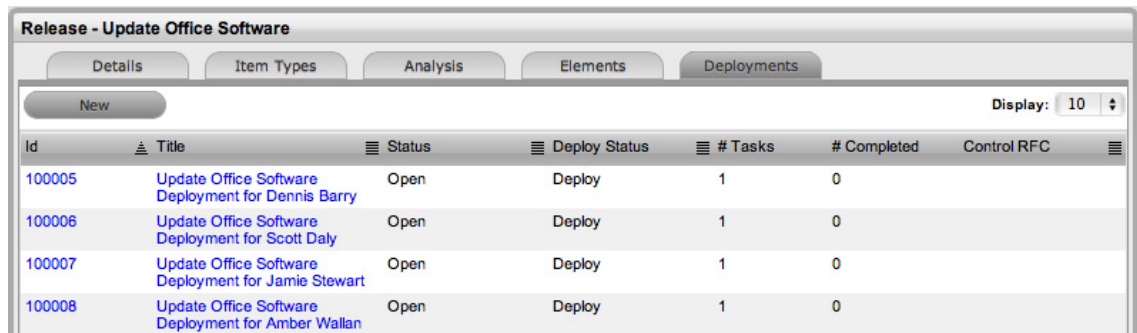 Release - Update Office Software
Details Item Types Analysis Elements Deployments
New Display: 10
Id Title Status Deploy Status # Tasks # Completed Control RFC
100005 Update Office Software Open Deploy 1 0
Deployment for Dennis Barry
100006 Update Office Software Open Deploy 1 0
Deployment for Scott Daly
100007 Update Office Software Open Deploy 1 0
Deployment for Jamie Stewart
100008 Update Office Software Open Deploy 1 0
Deployment for Amber Wallan